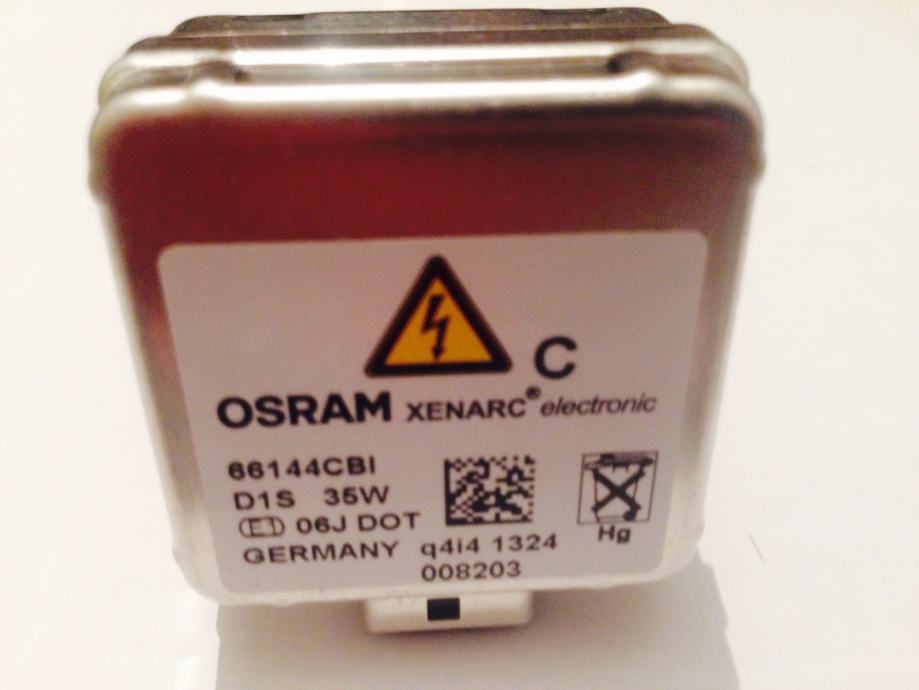 C
OSRAM XENARC® electronic
66144CBI
D1S 35W
E1 06J DOT
GERMANY q4i4 1324
008203
Hg